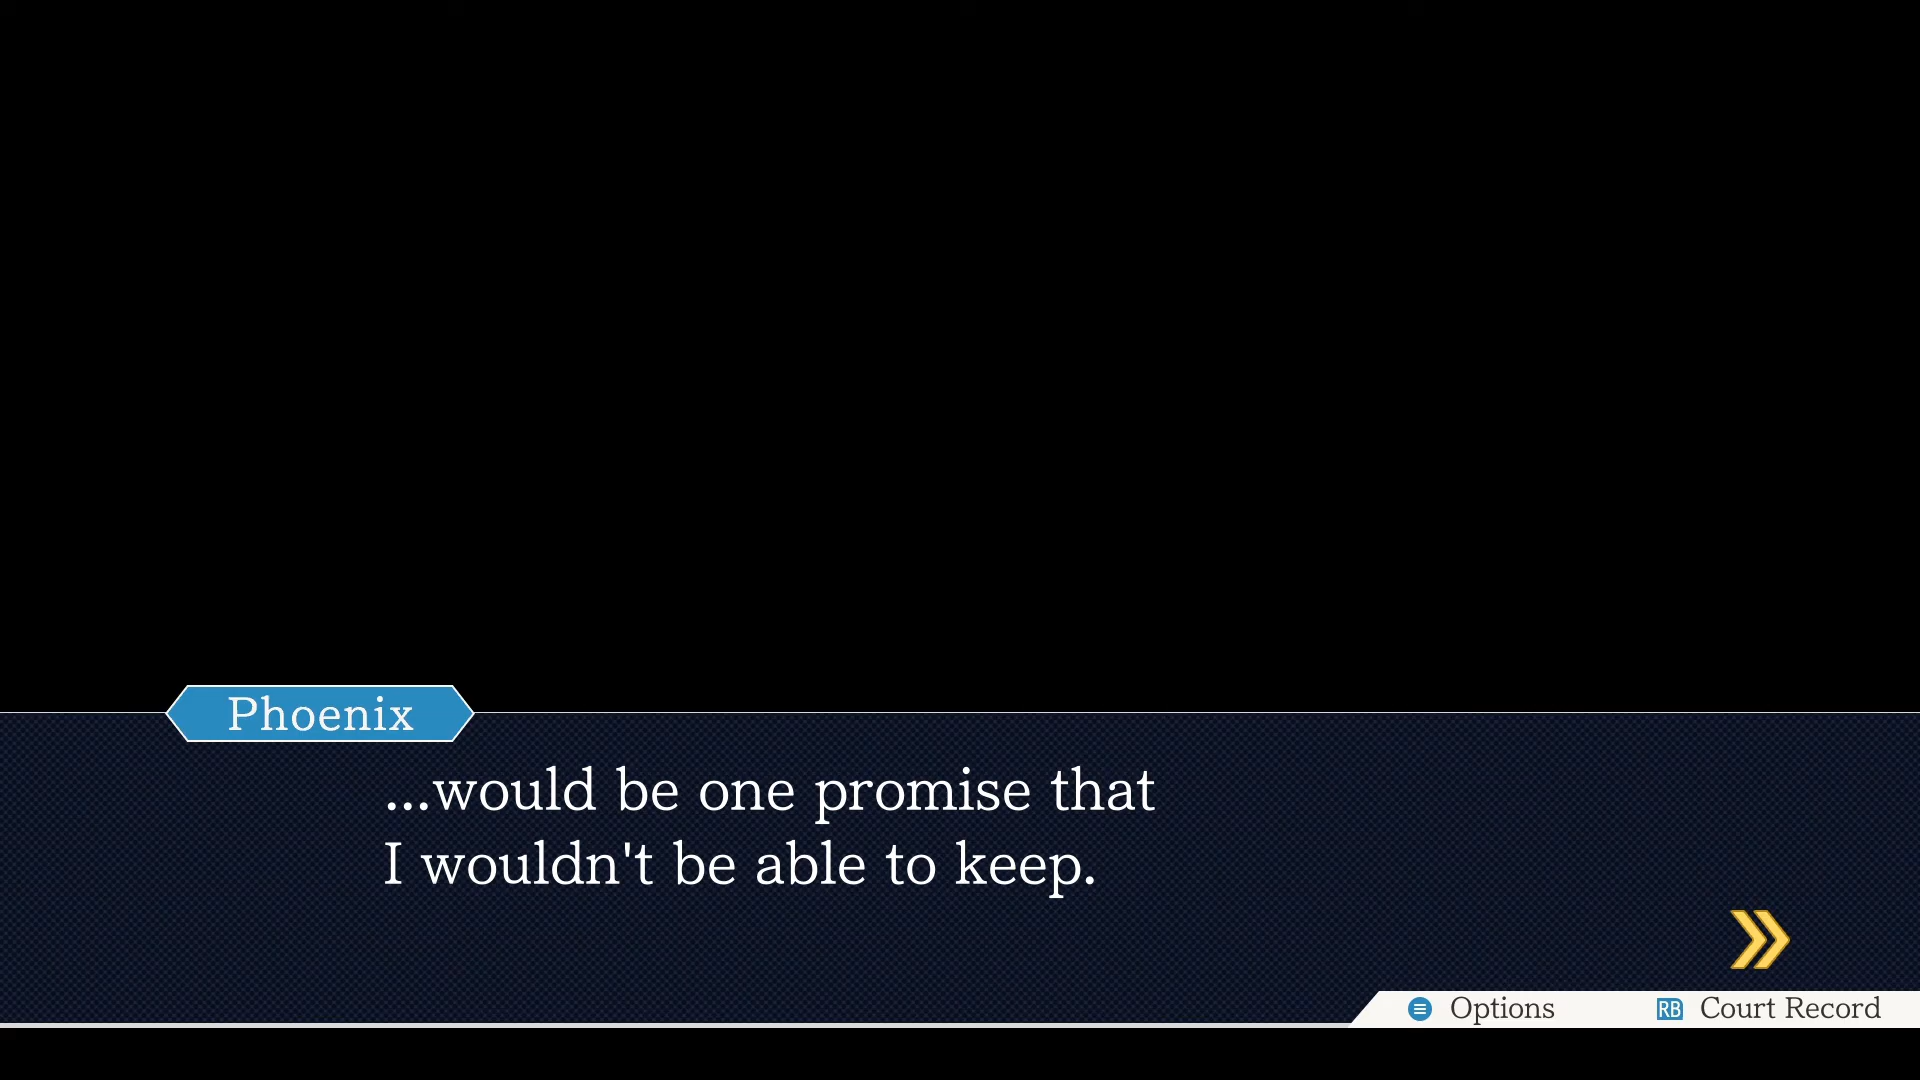 Phoenix
...would be one promise that
I wouldn't be able to keep.
Options
RB Court Record